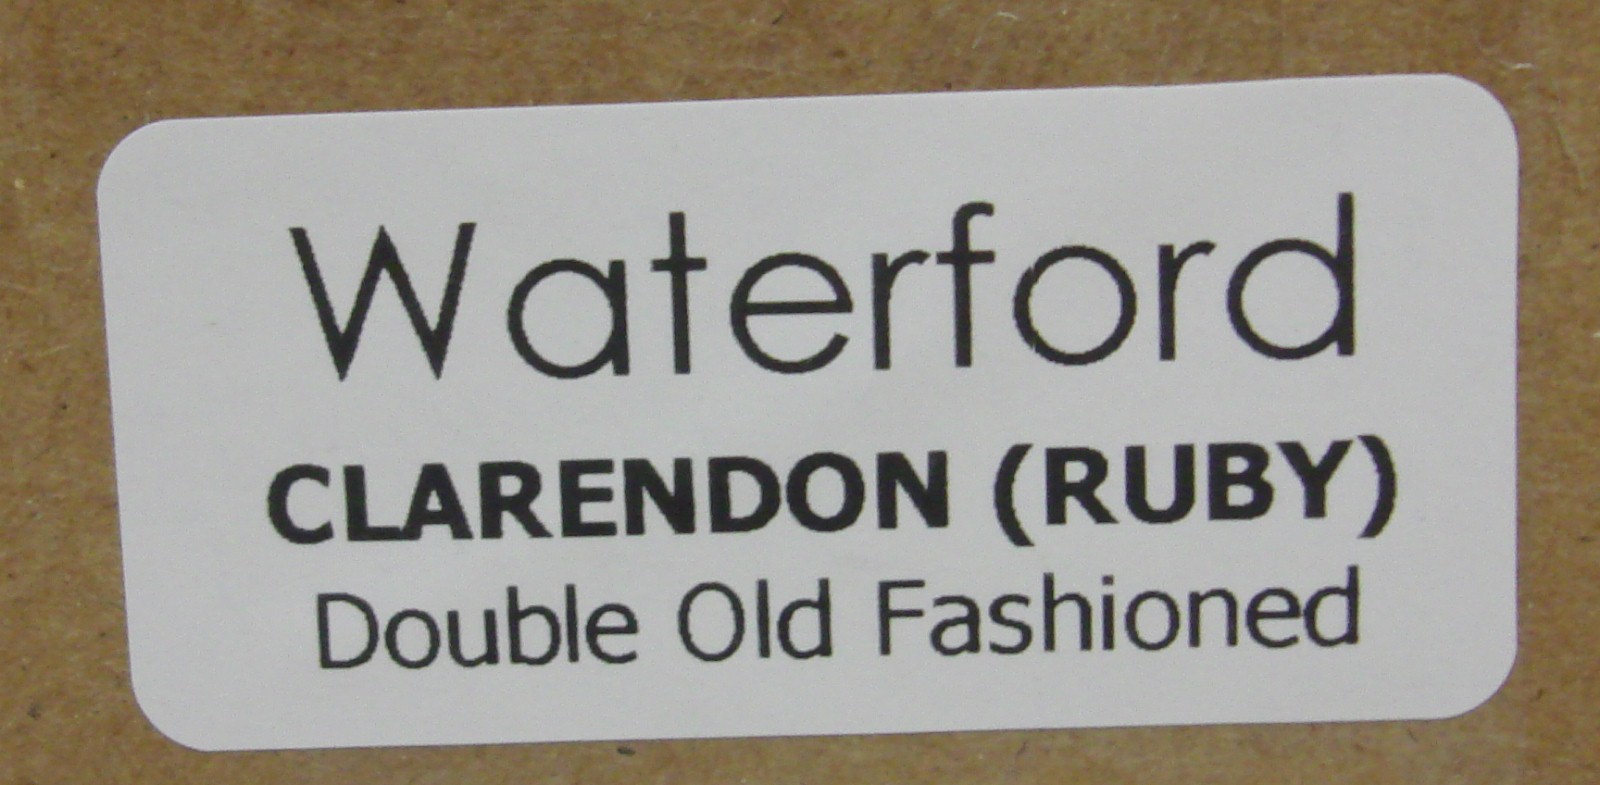 Waterford
CLARENDON (RUBY)
Double Old Fashioned